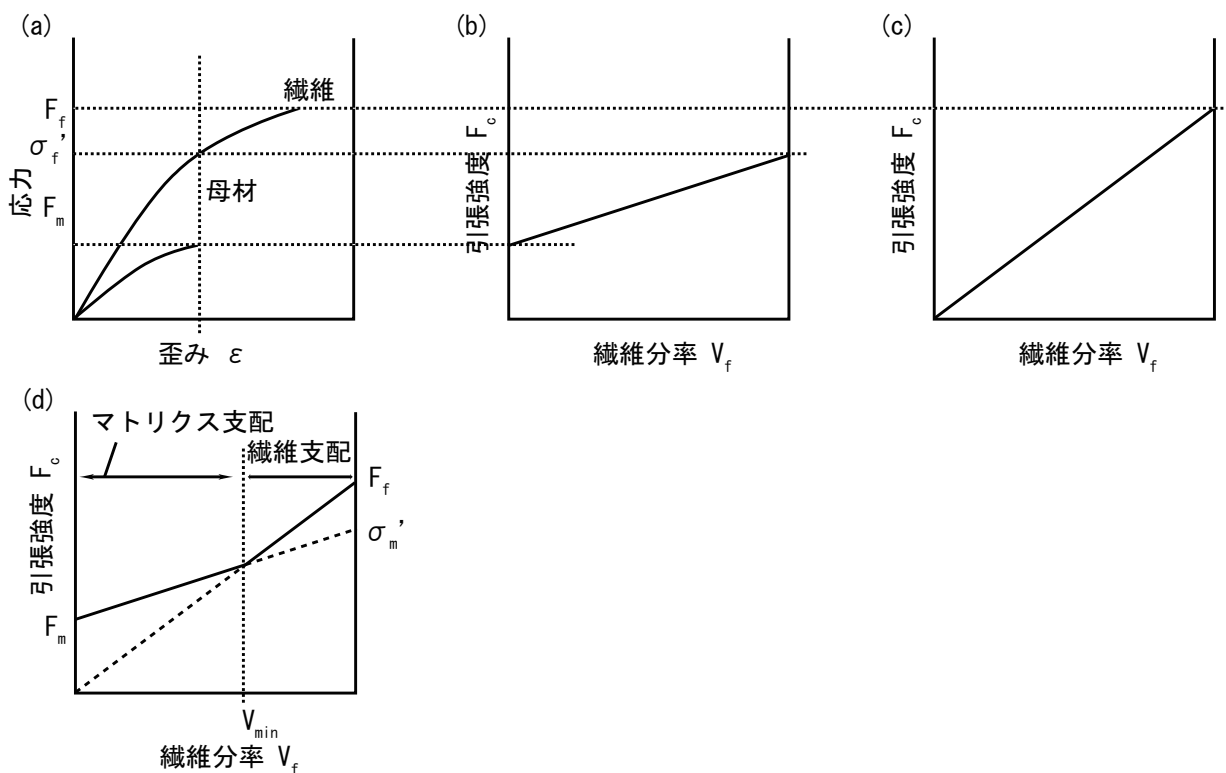 (a)
F_f
σ_f'
F_m
応力
繊維
母材
歪み ε
(b)
引張強度 F_c
繊維分率 V_f
(c)
引張強度 F_c
繊維分率 V_f
(d)
マトリクス支配
繊維支配
引張強度 F_c
F_f
σ_m'
F_m
V_min
繊維分率 V_f